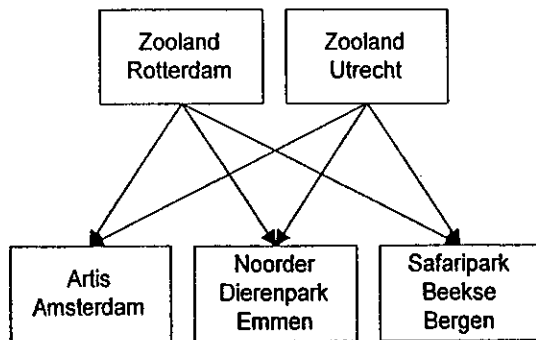 Zooland
Rotterdam
Zooland
Utrecht
Artis
Amsterdam
Noorder
Dierenpark
Emmen
Safaripark
Beekse
Bergen